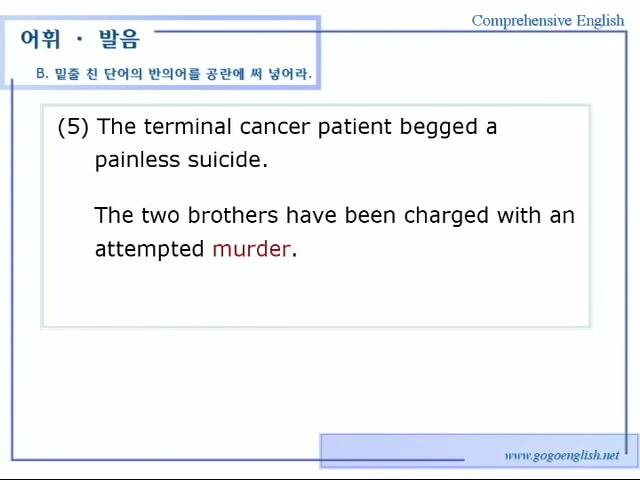 Comprehensive English
어휘 · 발음
B. 밑줄 친 단어의 반의어를 공란에 써 넣어라.
(5) The terminal cancer patient begged a
painless suicide.
The two brothers have been charged with an
attempted murder.
www.gogoenglish.net